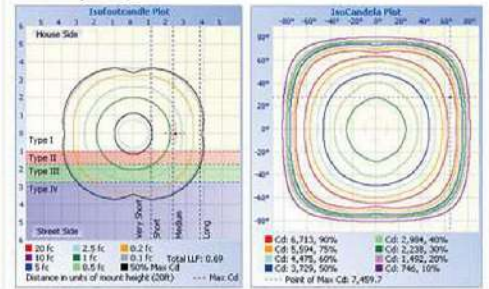 Isofootcandle Plot
6 5 4 3 2 1 0 1 2 3 4 5 6
House Side
Type I
Type II
Type III
Type IV
Street Side
Very Short
Short
Medium
Long
20 fc 2.5 fc 0.2 fc
10 fc 1 fc 0.1 fc Total LLF: 0.69
5 fc 0.5 fc 50% Max Cd
Distance in units of mount height (20ft) Max Cd
IsoCandela Plot
-80° -60° -40° -20° 0° 20° 40° 60° 80°
80°
60°
40°
20°
0°
-20°
-40°
-60°
-80°
Cd: 6,713, 90% Cd: 2,984, 40%
Cd: 5,594, 75% Cd: 2,238, 30%
Cd: 4,475, 60% Cd: 1,492, 20%
Cd: 3,729, 50% Cd: 746, 10%
Point of Max Cd: 7,459.7